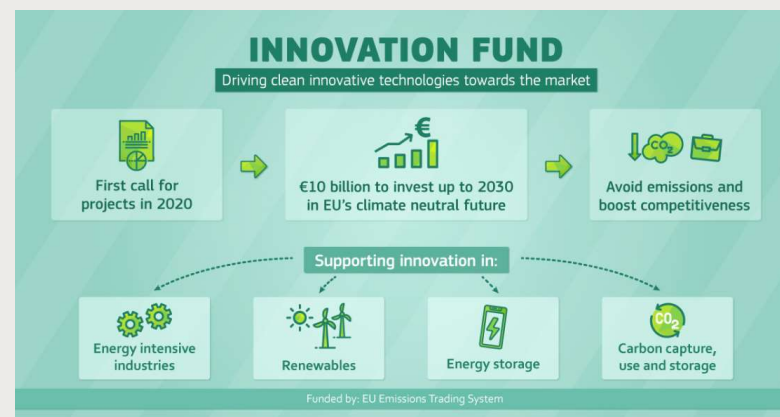 INNOVATION FUND
Driving clean innovative technologies towards the market
€
CO₂
First call for
projects in 2020
€10 billion to invest up to 2030
in EU's climate neutral future
Avoid emissions and
boost competitiveness
Supporting innovation in:
CO₂
Energy intensive
industries
Renewables
Energy storage
Carbon capture,
use and storage
Funded by: EU Emissions Trading System